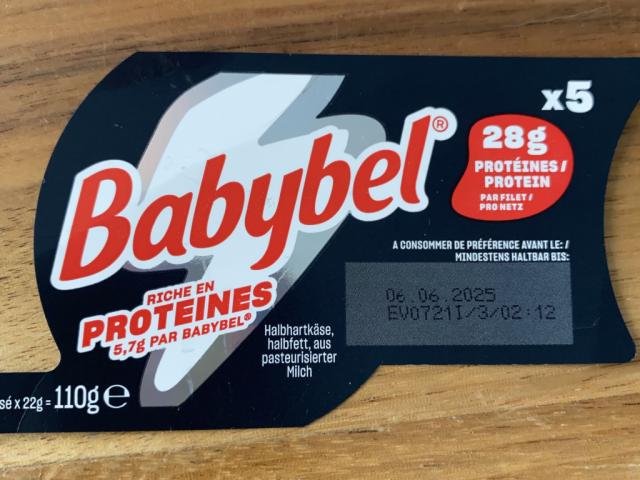 x5
Babybel®
28g
PROTÉINES /
PROTEIN
PAR FILET /
PRO NETZ
A CONSOMMER DE PRÉFÉRENCE AVANT LE: /
MINDESTENS HALTBAR BIS:
06.06.2025
EV0721I/3/02:12
RICHE EN
PROTEINES
5,7g PAR BABYBEL®
Halbhartkäse,
halbfett, aus
pasteurisierter
Milch
x 22g = 110g e